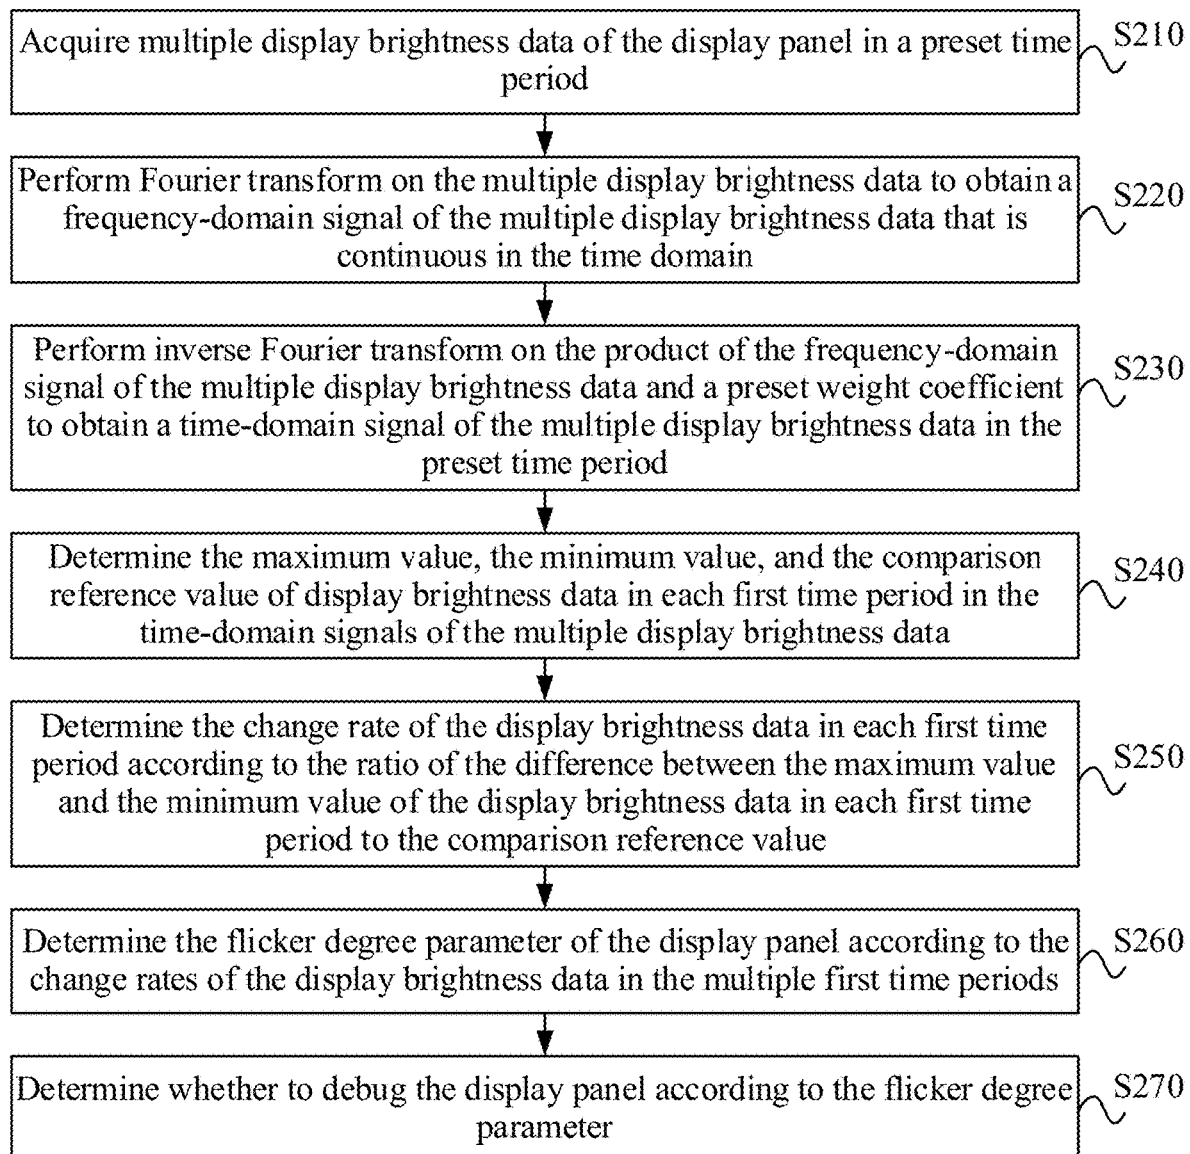 Acquire multiple display brightness data of the display panel in a preset time
period
S210
Perform Fourier transform on the multiple display brightness data to obtain a
frequency-domain signal of the multiple display brightness data that is
continuous in the time domain
S220
Perform inverse Fourier transform on the product of the frequency-domain
signal of the multiple display brightness data and a preset weight coefficient
to obtain a time-domain signal of the multiple display brightness data in the
preset time period
S230
Determine the maximum value, the minimum value, and the comparison
reference value of display brightness data in each first time period in the
time-domain signals of the multiple display brightness data
S240
Determine the change rate of the display brightness data in each first time
period according to the ratio of the difference between the maximum value
and the minimum value of the display brightness data in each first time
period to the comparison reference value
S250
Determine the flicker degree parameter of the display panel according to the
change rates of the display brightness data in the multiple first time periods
S260
Determine whether to debug the display panel according to the flicker degree
parameter
S270